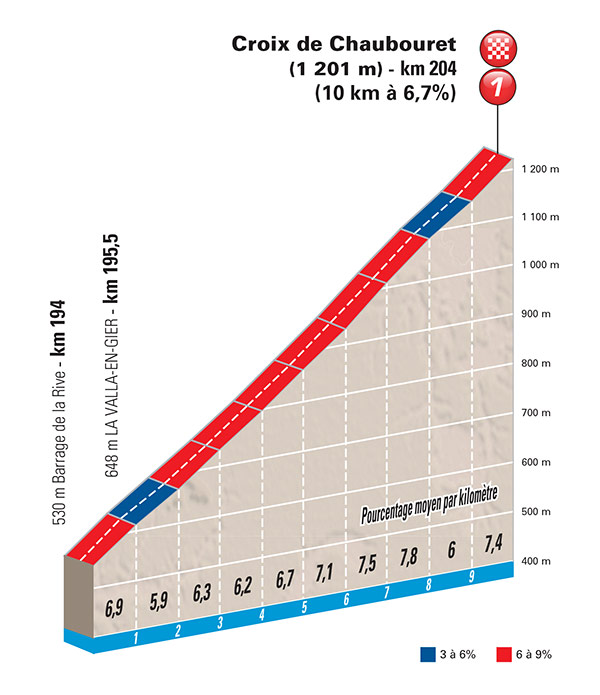 Croix de Chaubouret
(1 201 m) - km 204
(10 km à 6,7%)
1
530 m Barrage de la Rive - km 194
648 m LA VALLA-EN-GIER - km 195,5
1 200 m
1 100 m
1 000 m
900 m
800 m
700 m
600 m
500 m
400 m
Pourcentage moyen par kilomètre
6,9 5,9 6,3 6,2 6,7 7,1 7,5 7,8 6 7,4
1 2 3 4 5 6 7 8 9
3 à 6% 6 à 9%